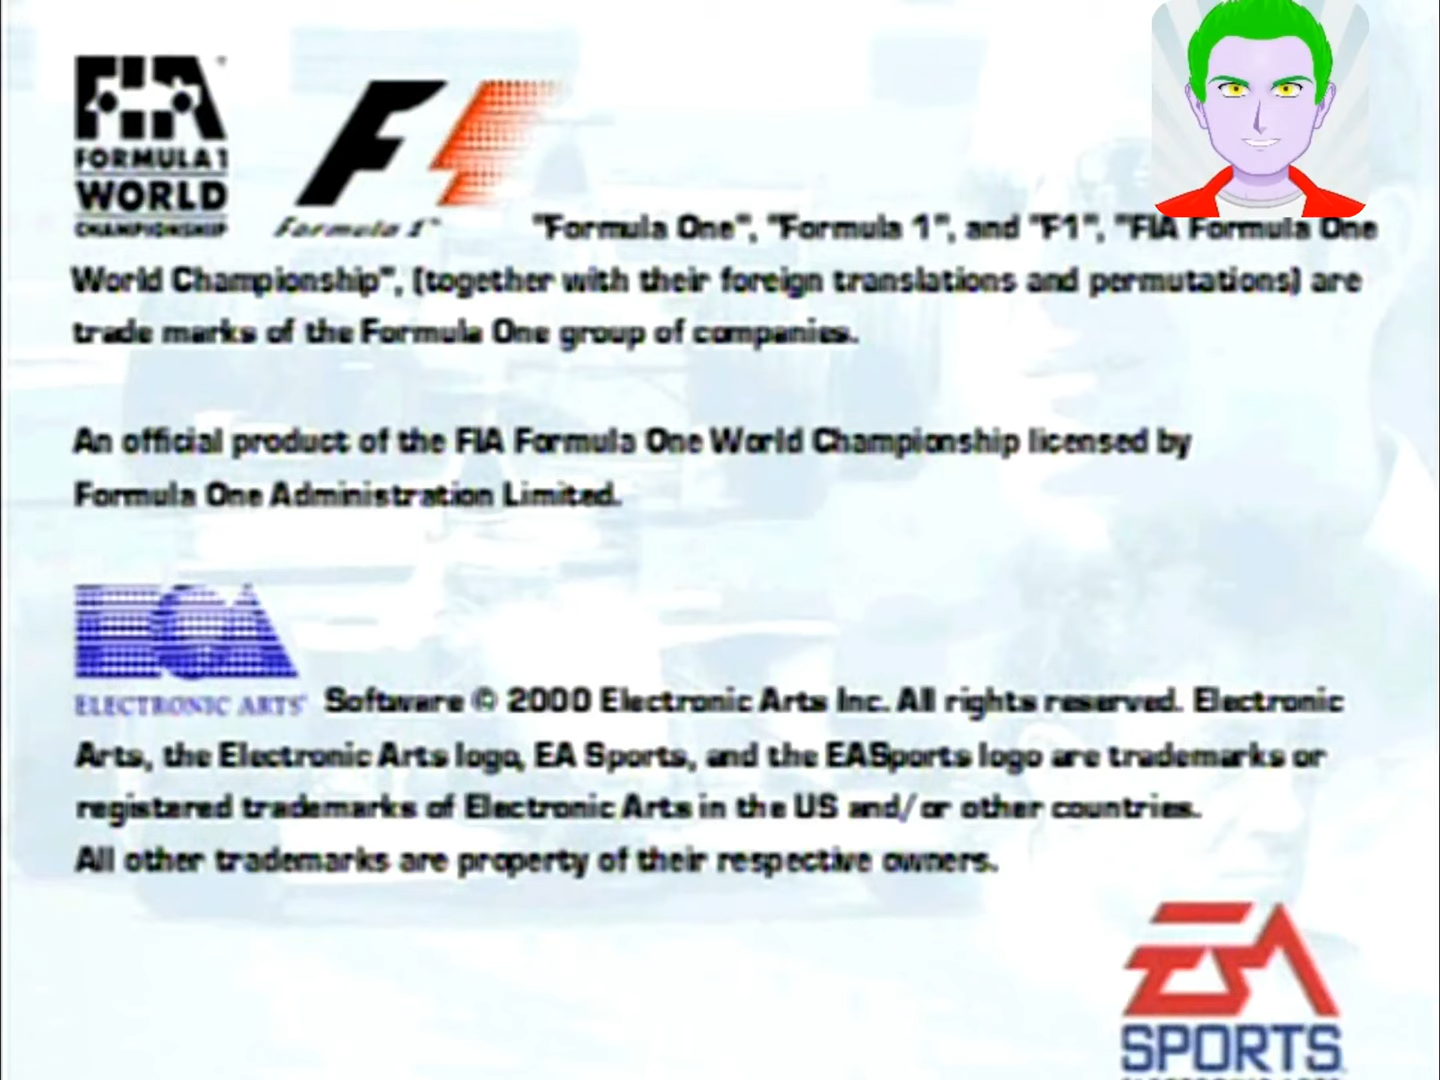 FIA
FORMULA 1
WORLD
CHAMPIONSHIP
F1
Formula 1™
"Formula One", "Formula 1", and "F1", "FIA Formula One
World Championship", (together with their foreign translations and permutations) are
trade marks of the Formula One group of companies.
An official product of the FIA Formula One World Championship licensed by
Formula One Administration Limited.
EA
ELECTRONIC ARTS
Software © 2000 Electronic Arts Inc. All rights reserved. Electronic
Arts, the Electronic Arts logo, EA Sports, and the EASports logo are trademarks or
registered trademarks of Electronic Arts in the US and/or other countries.
All other trademarks are property of their respective owners.
EA
SPORTS